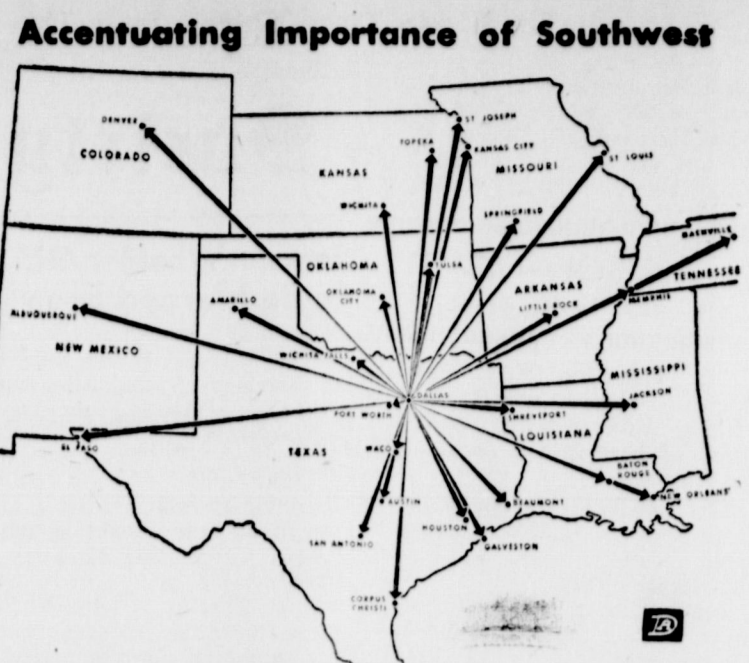 Accentuating Importance of Southwest
DENVER
COLORADO
ST JOSEPH
TOPEKA
KANSAS CITY
KANSAS
MISSOURI
ST LOUIS
WICHITA
SPRINGFIELD
NASHVILLE
OKLAHOMA
TULSA
TENNESSEE
ARKANSAS
OKLAHOMA
CITY
AMARILLO
LITTLE ROCK
MEMPHIS
ALBUQUERQUE
NEW MEXICO
WICHITA FALLS
MISSISSIPPI
DALLAS
JACKSON
FORT WORTH
SHREVEPORT
LOUISIANA
EL PASO
TEXAS
WACO
BATON
ROUGE
NEW ORLEANS
AUSTIN
BEAUMONT
HOUSTON
SAN ANTONIO
GALVESTON
CORPUS
CHRISTI